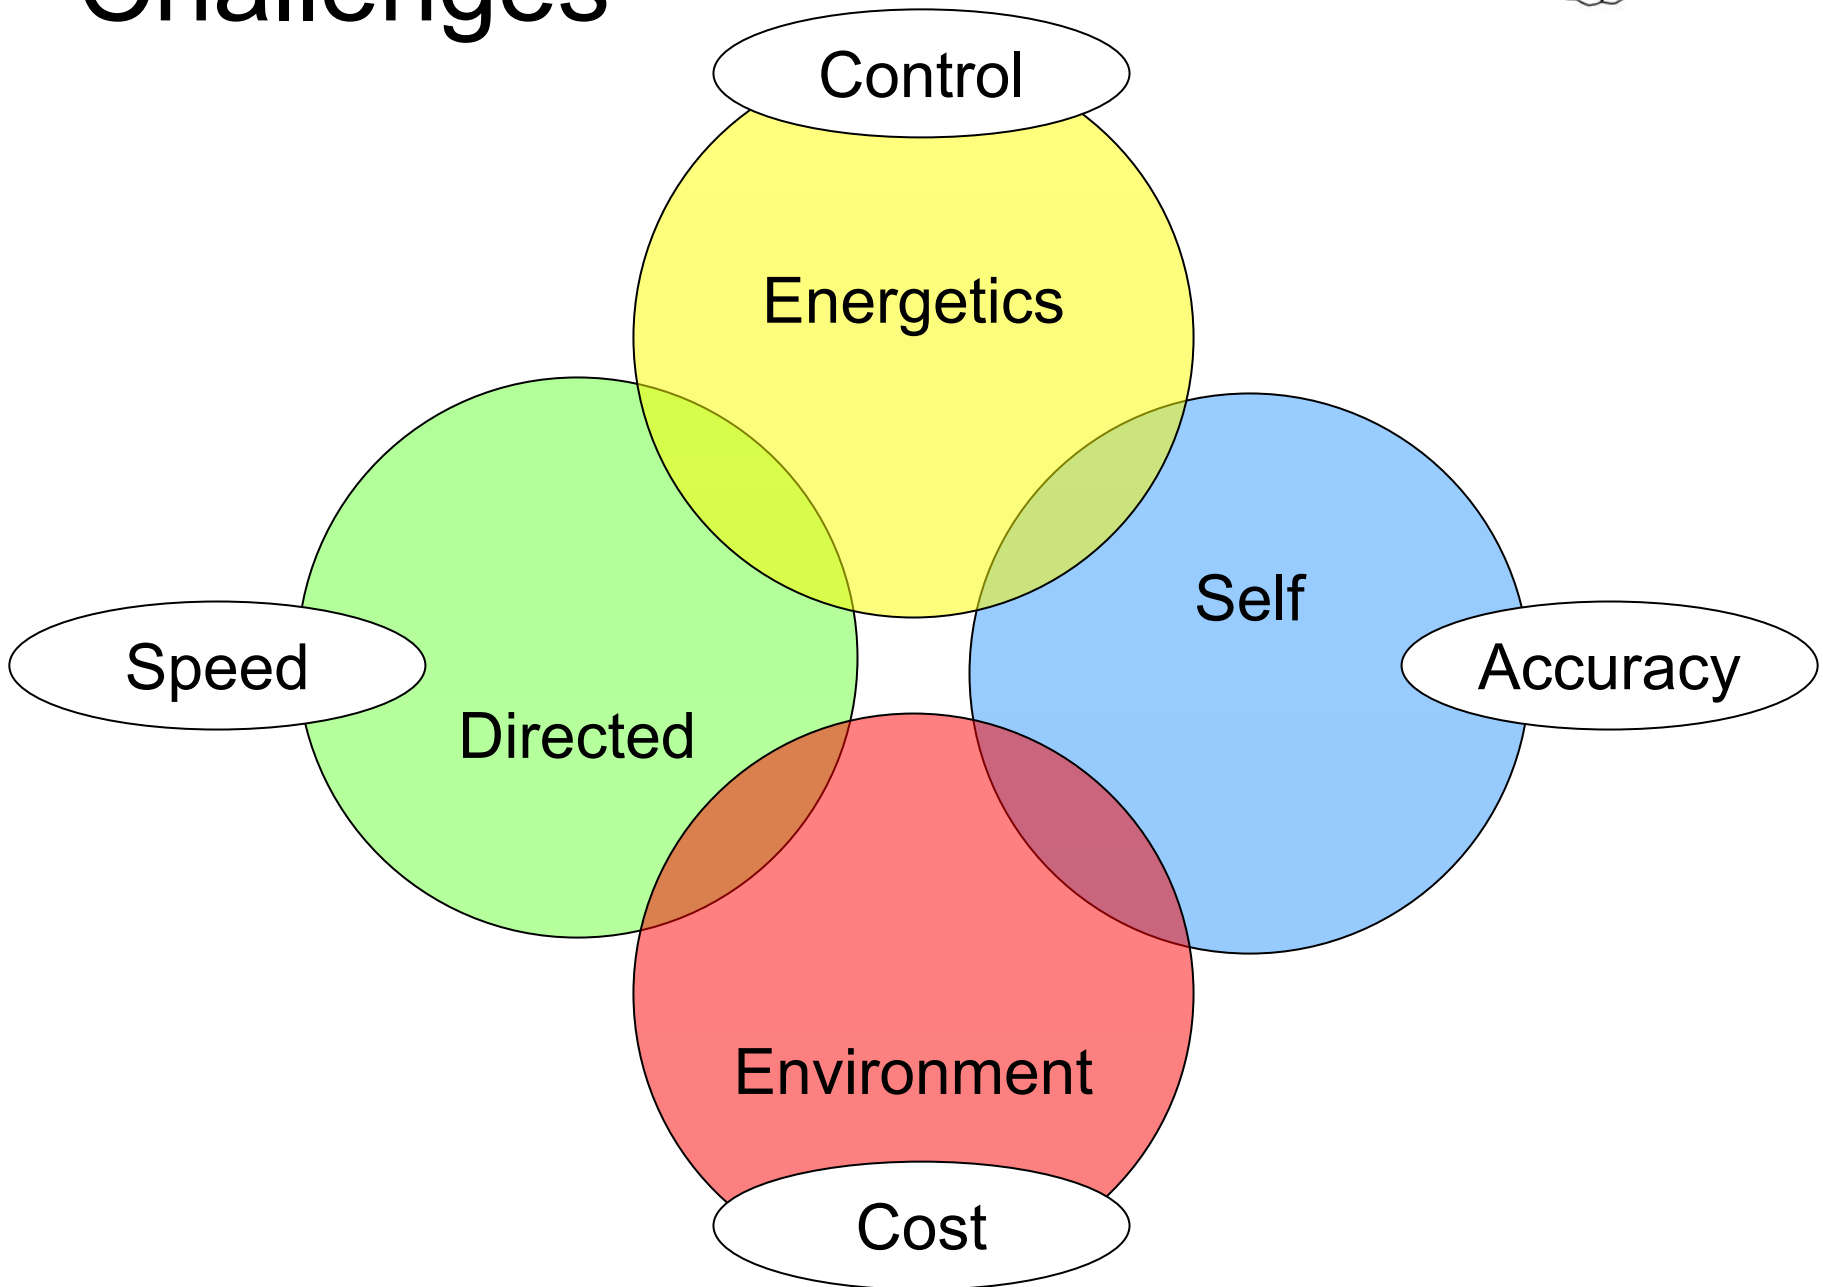 Challenges
Control
Energetics
Self
Speed
Accuracy
Directed
Environment
Cost